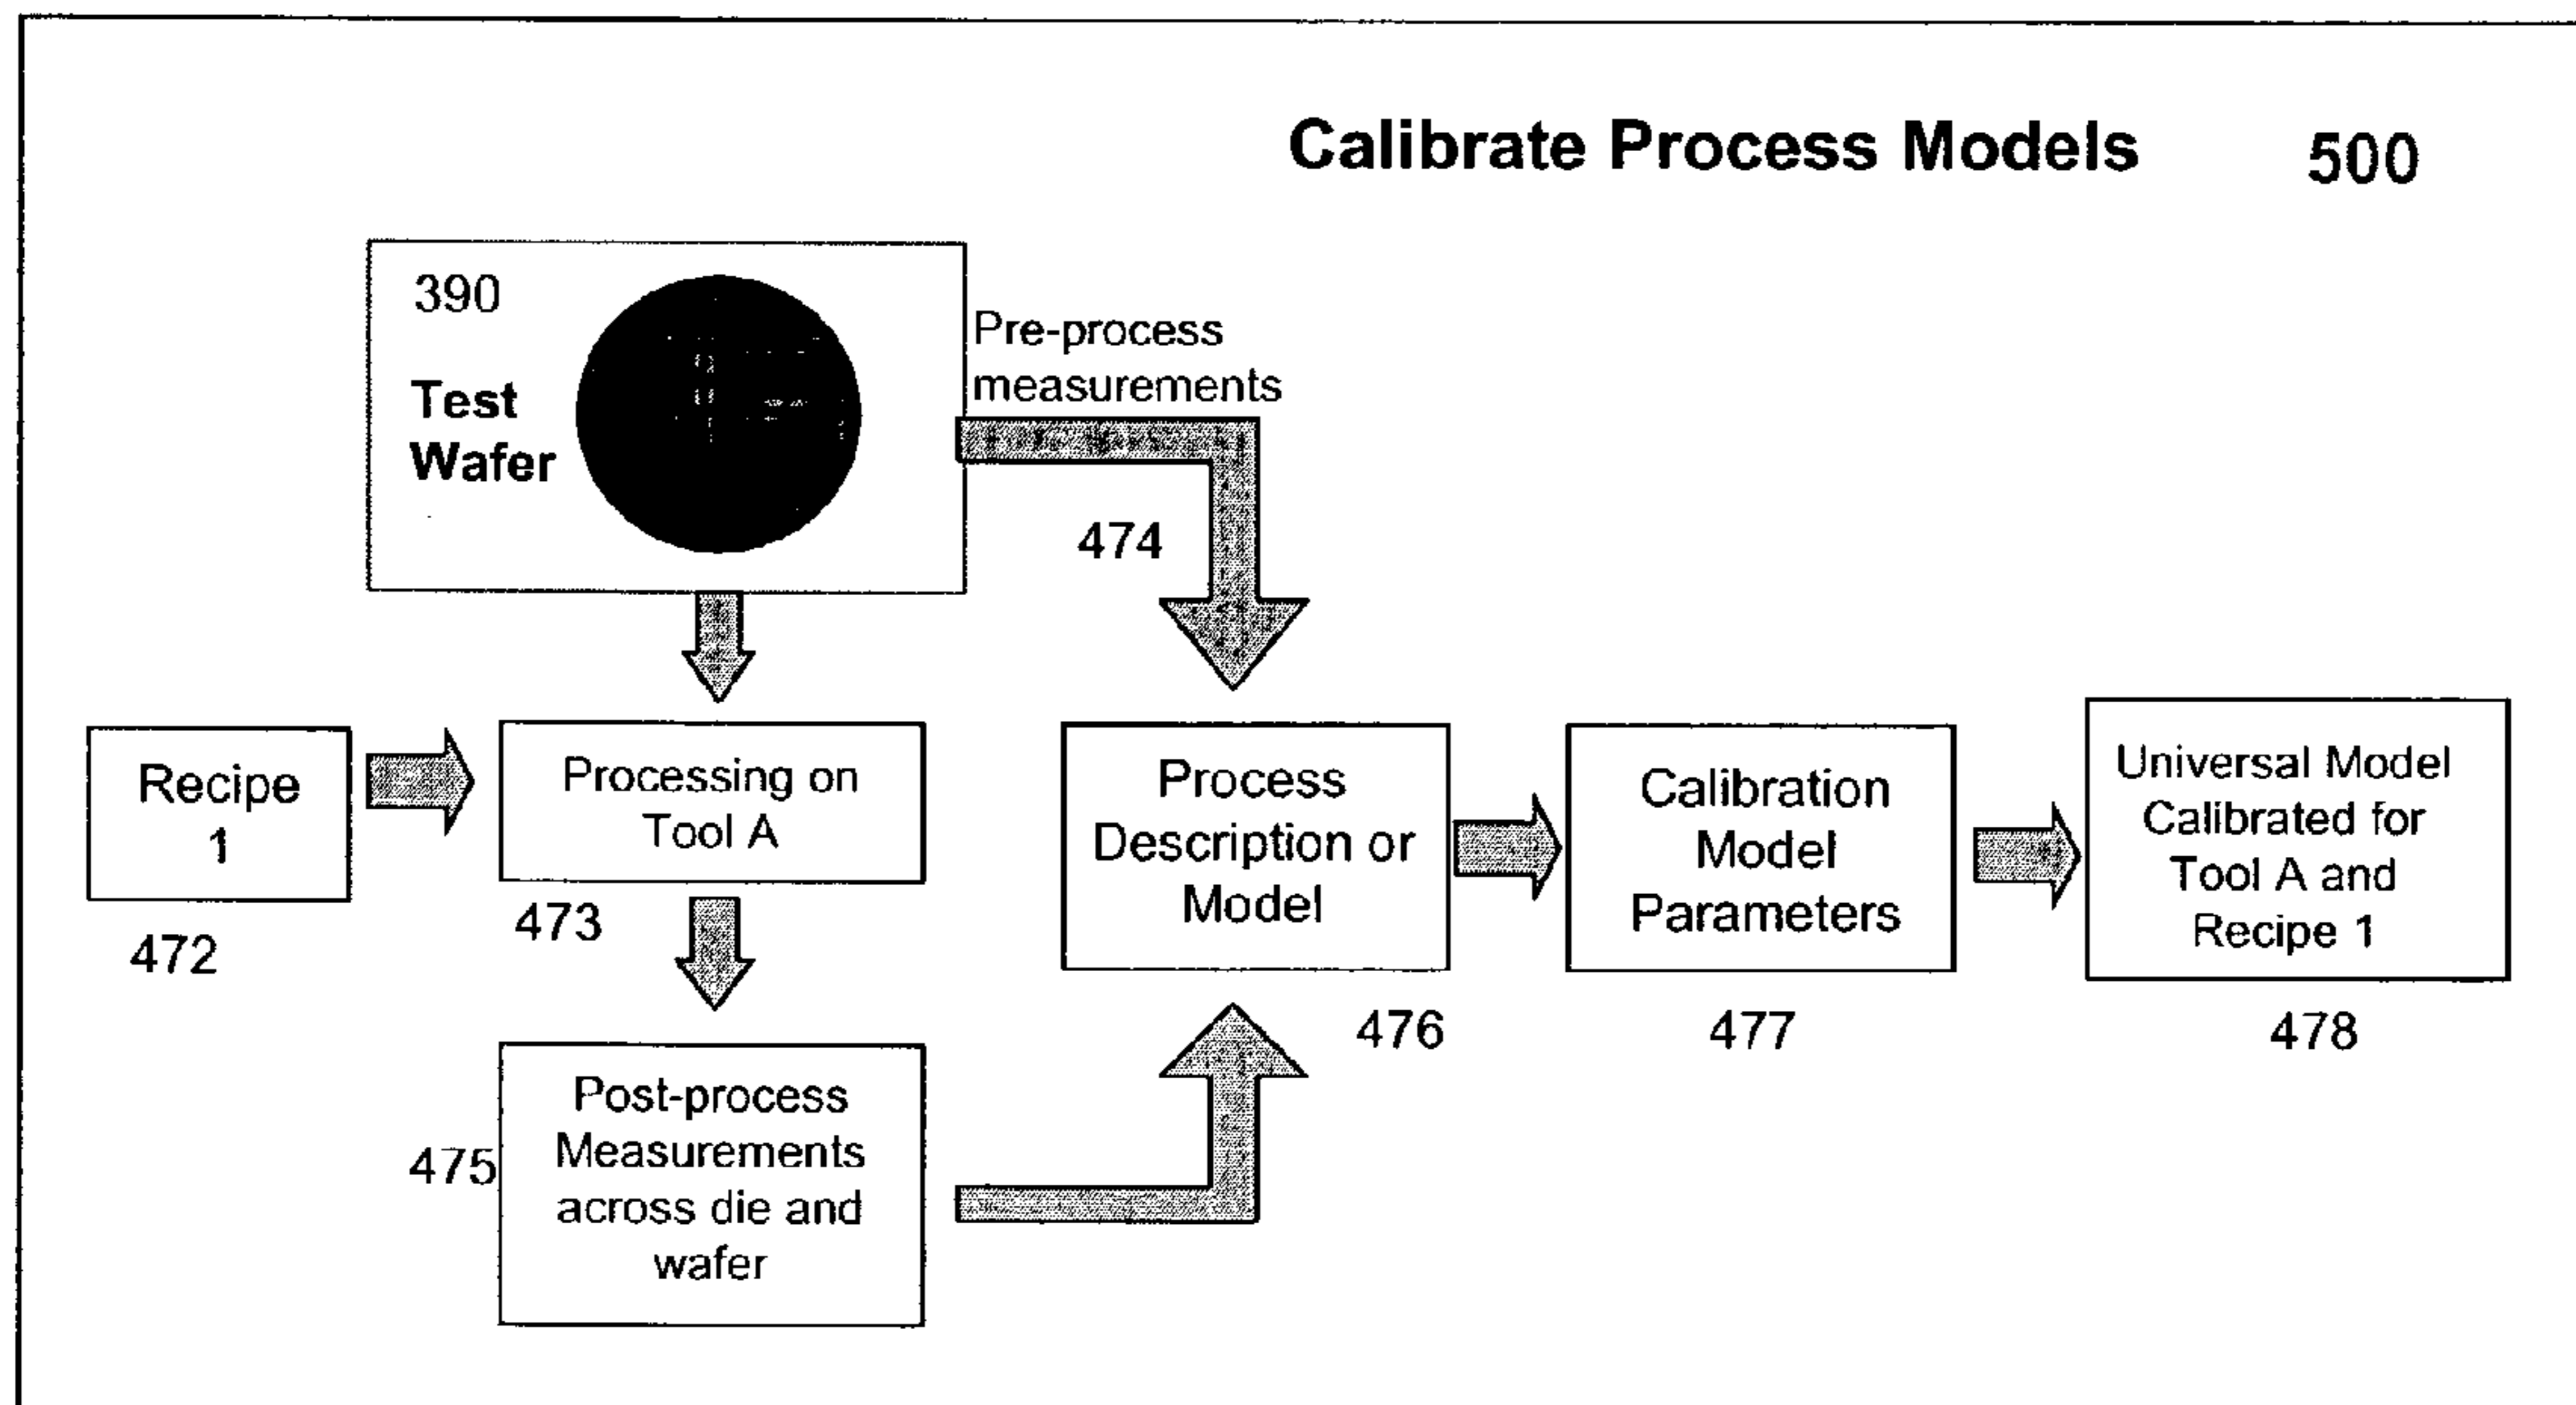 Calibrate Process Models 500
390
Test
Wafer
Pre-process
measurements
474
Recipe
1
472
Processing on
Tool A
473
Post-process
Measurements
across die and
wafer
475
Process
Description or
Model
476
Calibration
Model
Parameters
477
Universal Model
Calibrated for
Tool A and
Recipe 1
478